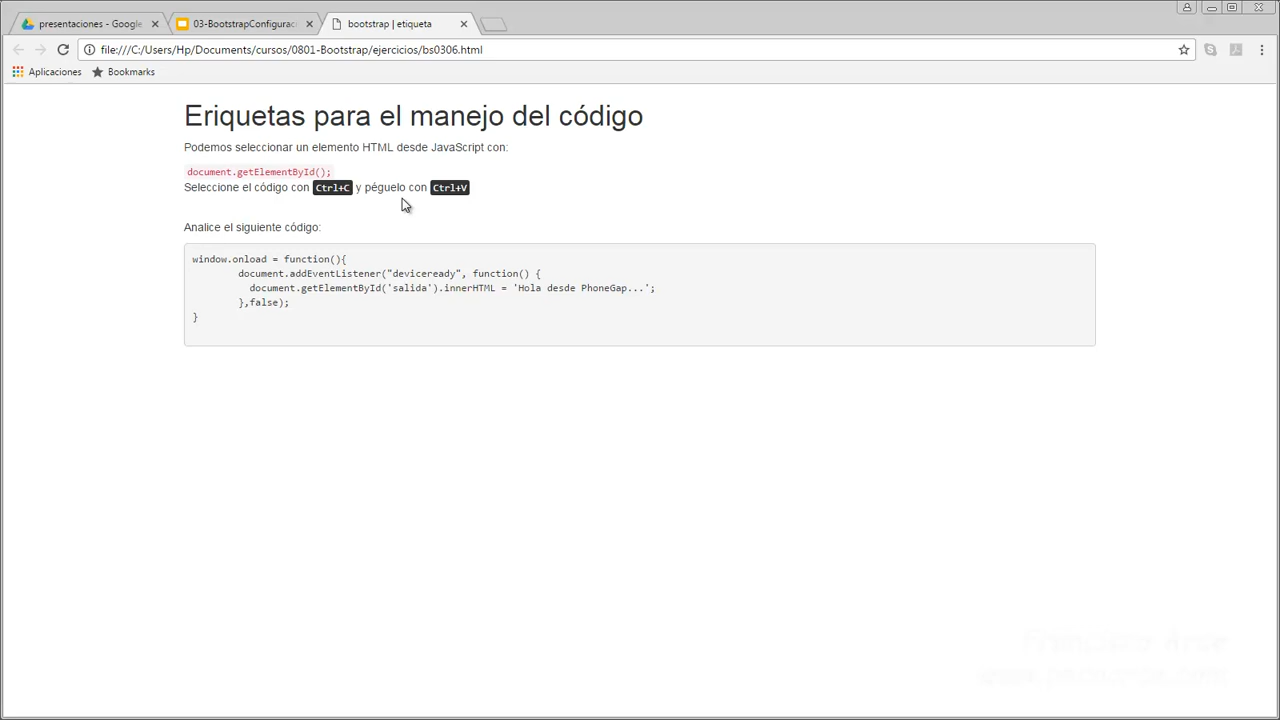 presentaciones - Google
03-BootstrapConfigurac
bootstrap | etiqueta
file:///C:/Users/Hp/Documents/cursos/0801-Bootstrap/ejercicios/bs0306.html
Aplicaciones
Bookmarks
Eriquetas para el manejo del código
Podemos seleccionar un elemento HTML desde JavaScript con:
document.getElementById();
Seleccione el código con Ctrl+C y péguelo con Ctrl+V
Analice el siguiente código:
window.onload = function(){
document.addEventListener("deviceready", function() {
document.getElementById('salida').innerHTML = 'Hola desde PhoneGap...';
},false);
}